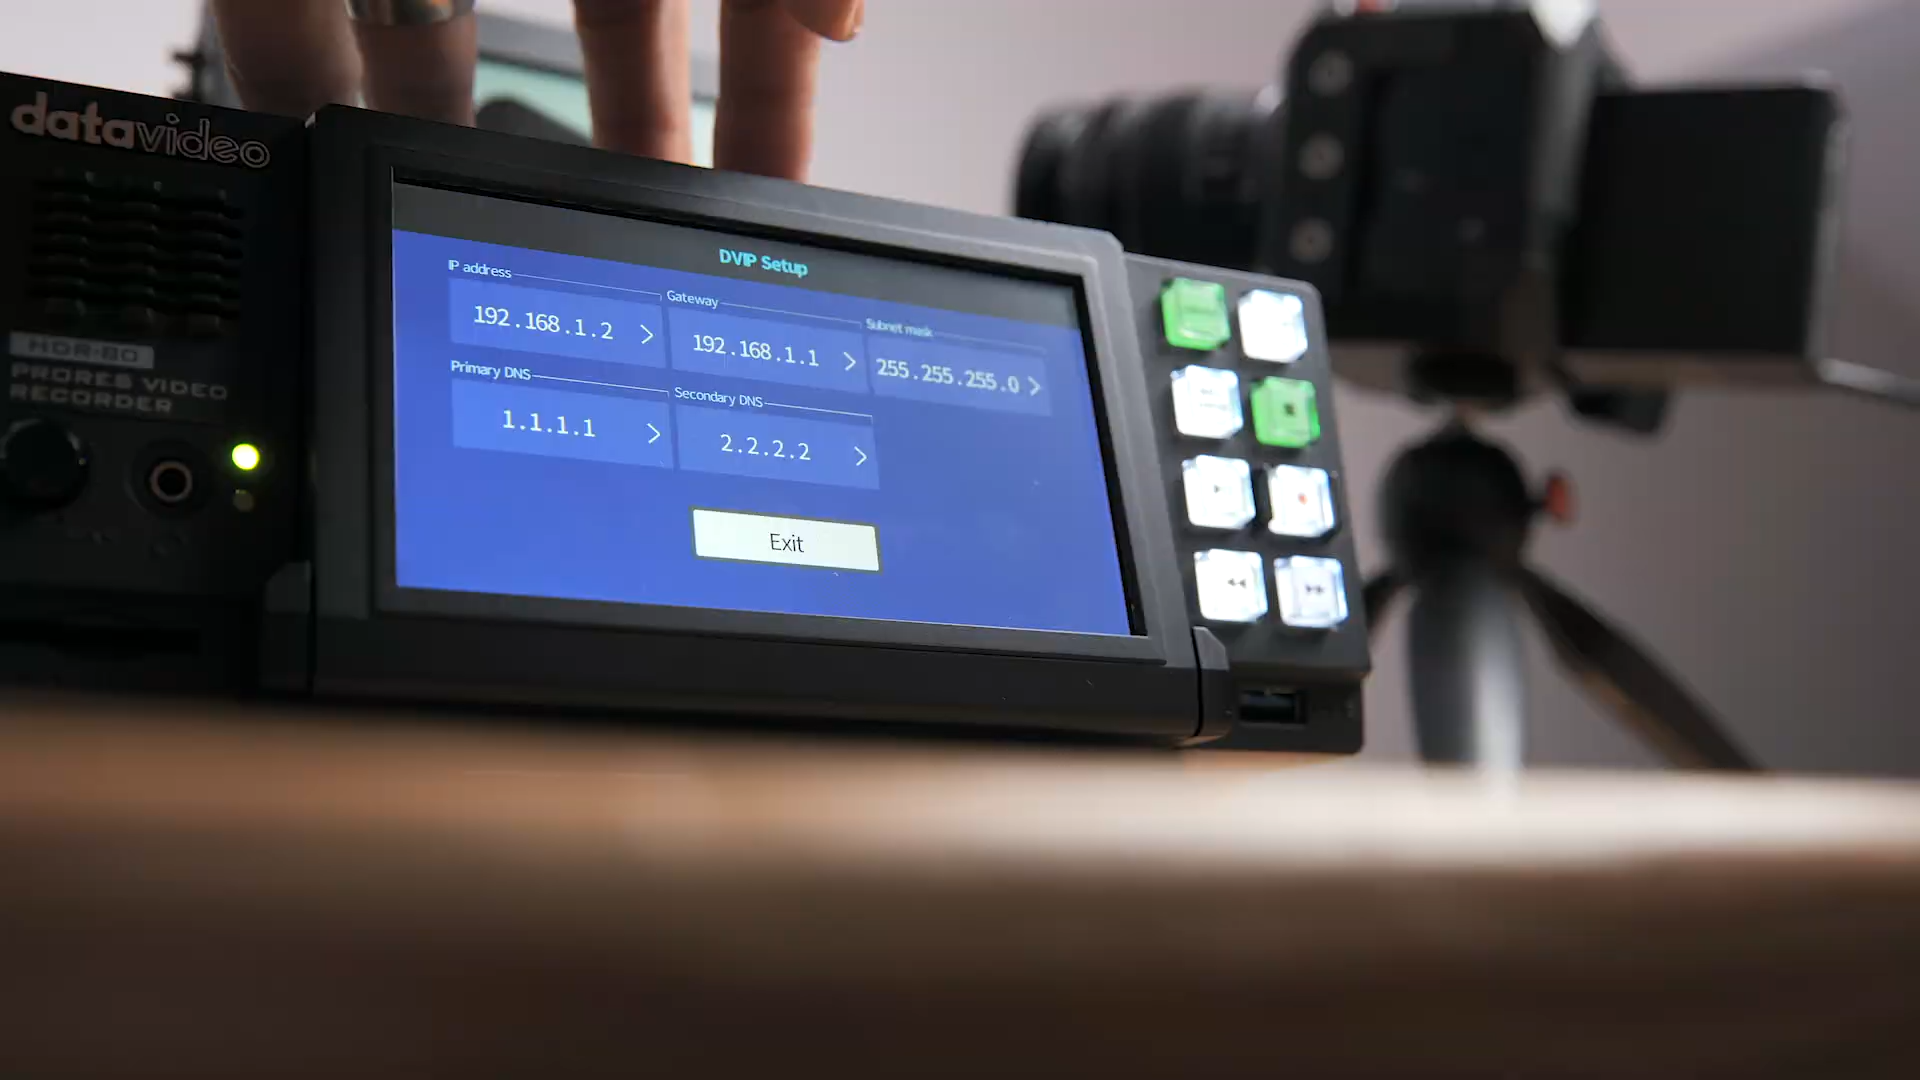 datavideo
HDR-80
PRORES VIDEO
RECORDER
DVIP Setup
IP address
192.168.1.2 >
Gateway
192.168.1.1 >
Subnet mask
255.255.255.0 >
Primary DNS
1.1.1.1 >
Secondary DNS
2.2.2.2 >
Exit